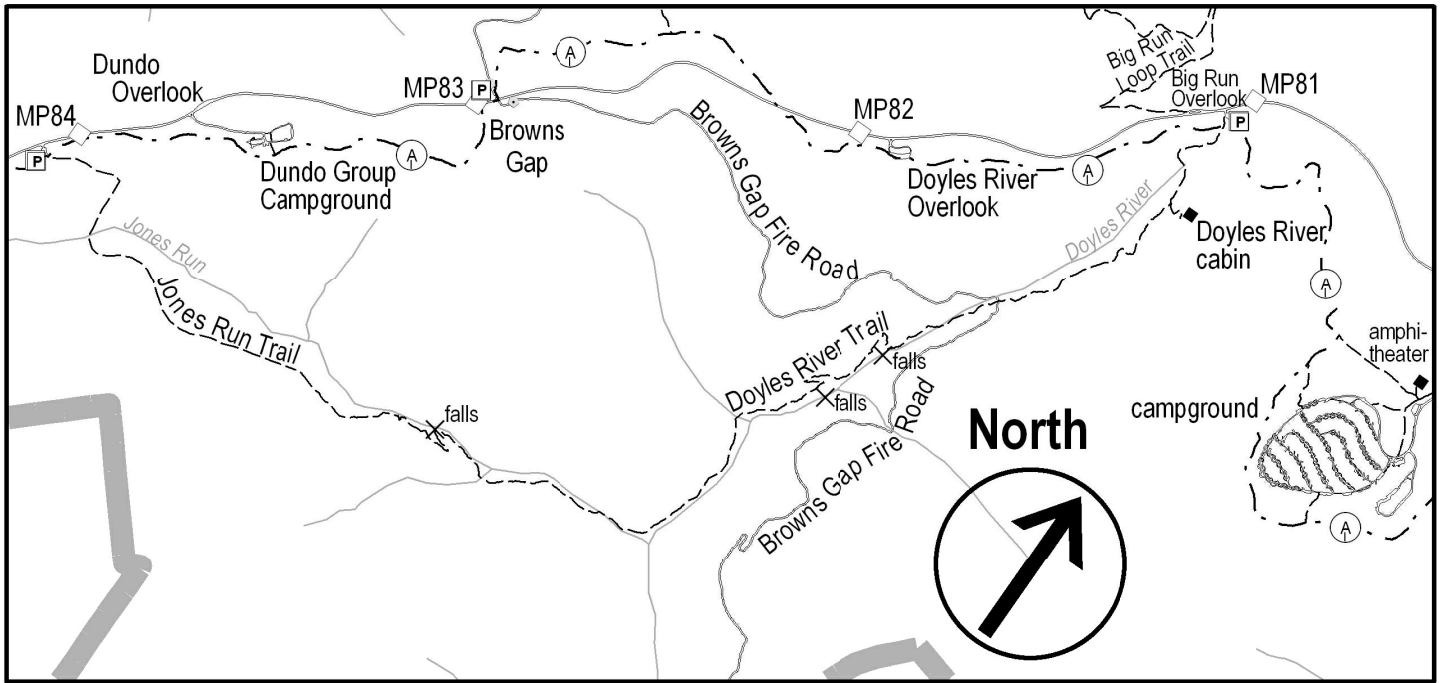 Dundo
Overlook
MP84
P
MP83
P
A
Browns
Gap
A
Dundo Group
Campground
Browns Gap Fire Road
MP82
Doyles River
Overlook
A
Big Run
Loop Trail
Big Run
Overlook
MP81
P
Doyles River
Doyles River
cabin
A
amphi-
theater
campground
A
Jones Run
Jones Run Trail
falls
Doyles River Trail
falls
falls
Browns Gap Fire Road
North